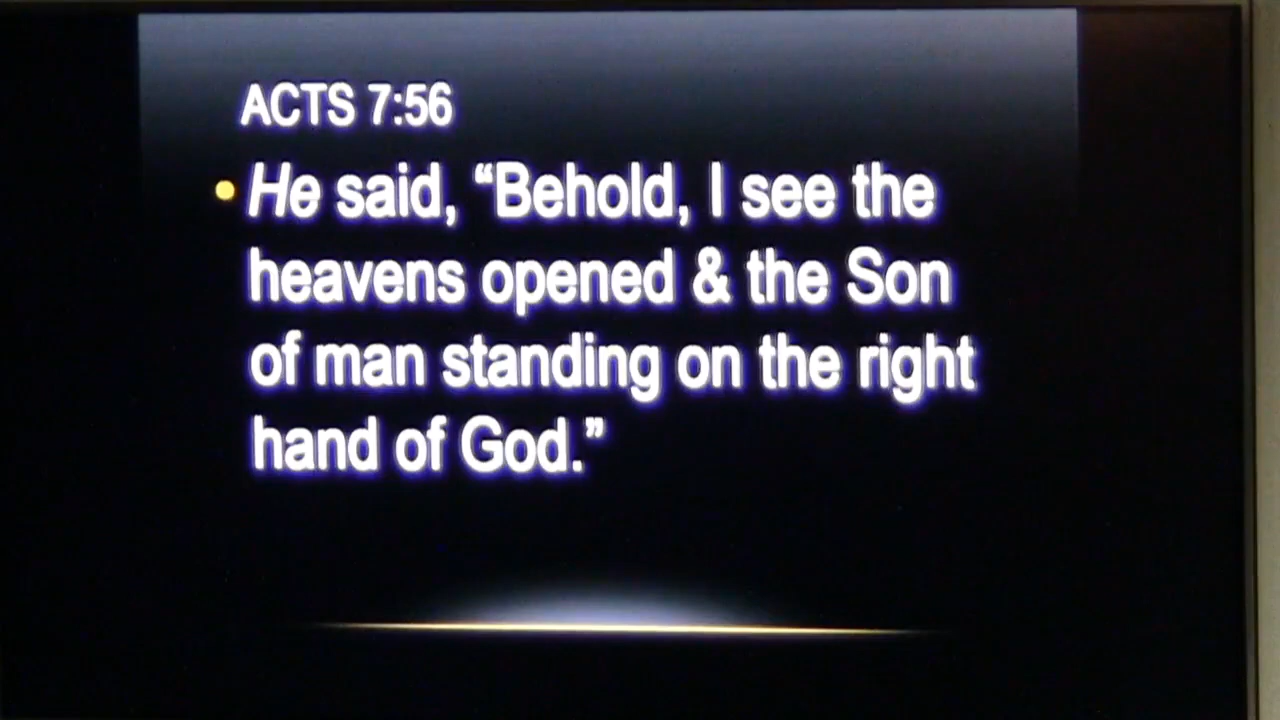 ACTS 7:56
• He said, “Behold, I see the
heavens opened & the Son
of man standing on the right
hand of God.”